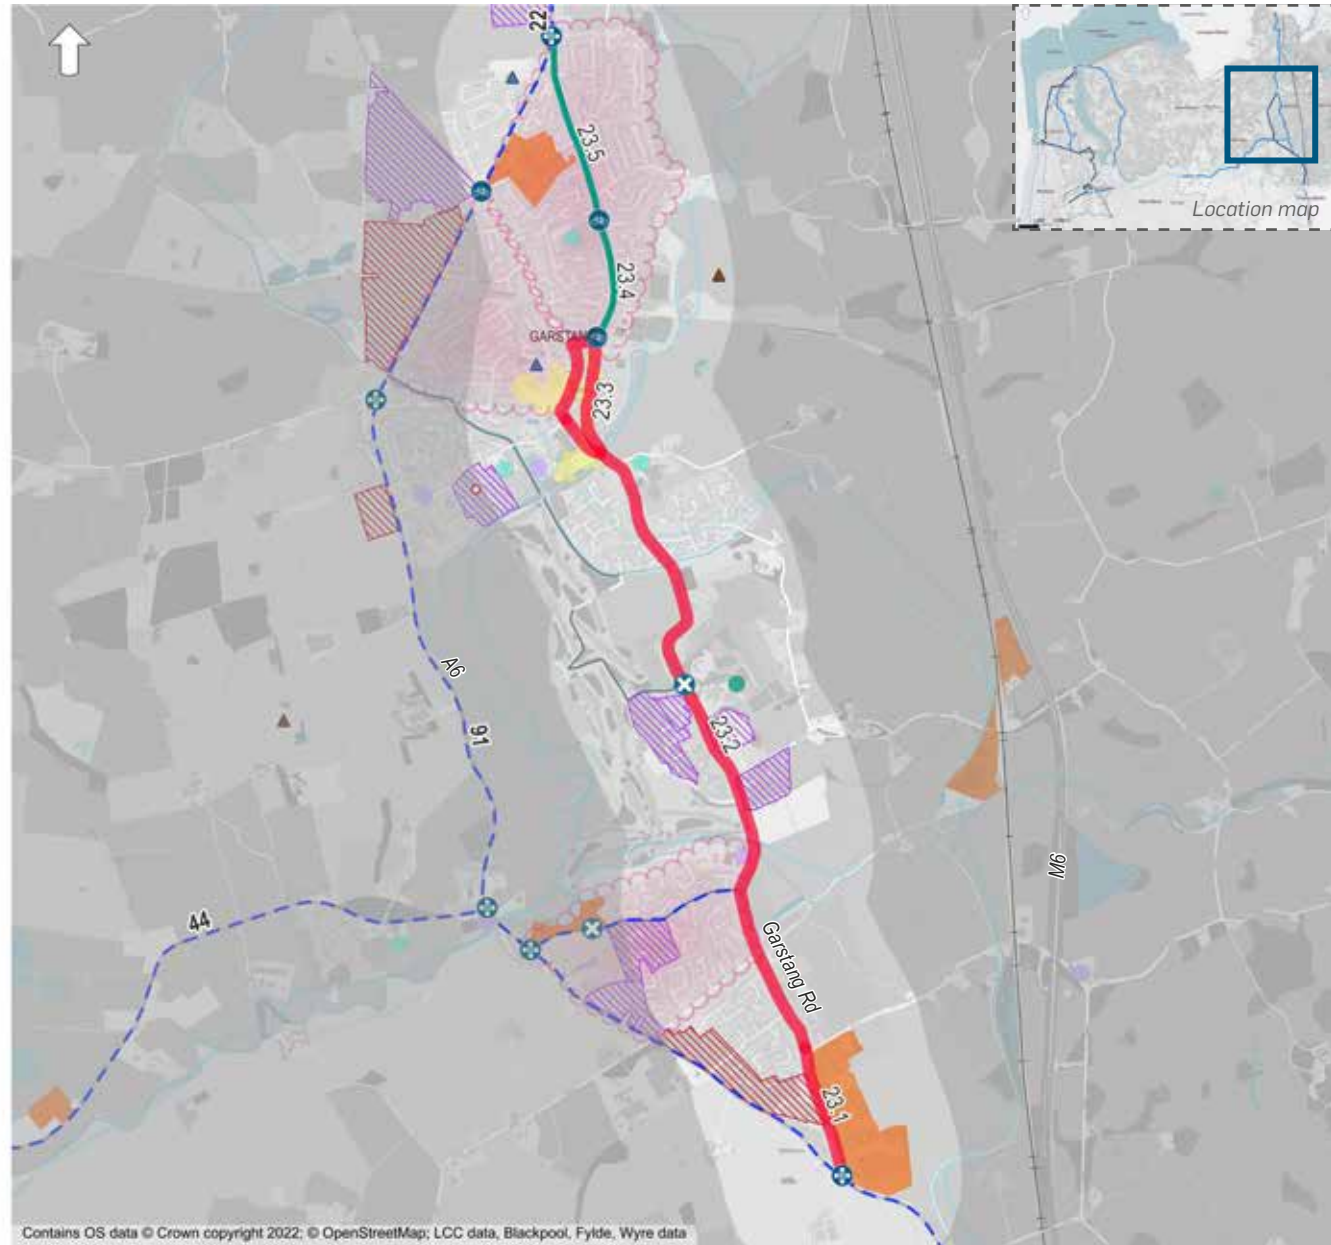 22
Location map
23.5
23.4
GARSTANG
23.3
A6
91
23.2
M6
44
Garstang Rd
23.1
Contains OS data © Crown copyright 2022; © OpenStreetMap; LCC data, Blackpool, Fylde, Wyre data